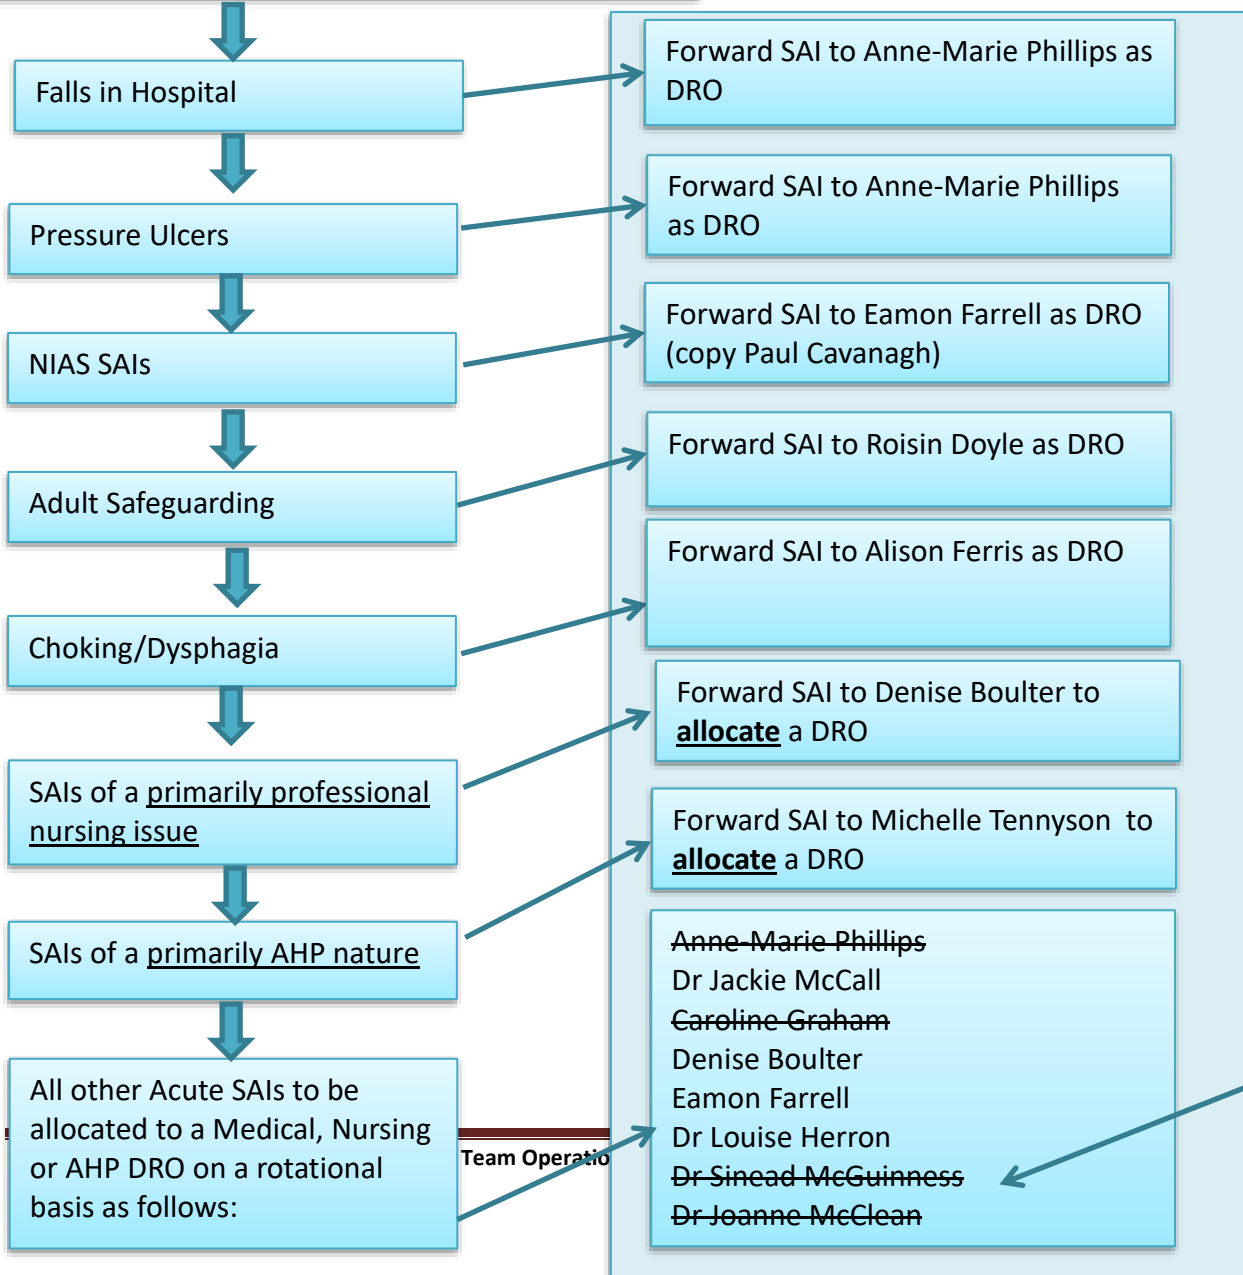 Falls in Hospital
Forward SAI to Anne-Marie Phillips as
DRO
Pressure Ulcers
Forward SAI to Anne-Marie Phillips
as DRO
NIAS SAIs
Forward SAI to Eamon Farrell as DRO
(copy Paul Cavanagh)
Adult Safeguarding
Forward SAI to Roisin Doyle as DRO
Choking/Dysphagia
Forward SAI to Alison Ferris as DRO
SAIs of a primarily professional
nursing issue
Forward SAI to Denise Boulter to
allocate a DRO
SAIs of a primarily AHP nature
Forward SAI to Michelle Tennyson to
allocate a DRO
All other Acute SAIs to be
allocated to a Medical, Nursing
or AHP DRO on a rotational
basis as follows:
Anne-Marie Phillips
Dr Jackie McCall
Caroline Graham
Denise Boulter
Eamon Farrell
Dr Louise Herron
Dr Sinead McGuinness
Dr Joanne McClean
Team Operatio